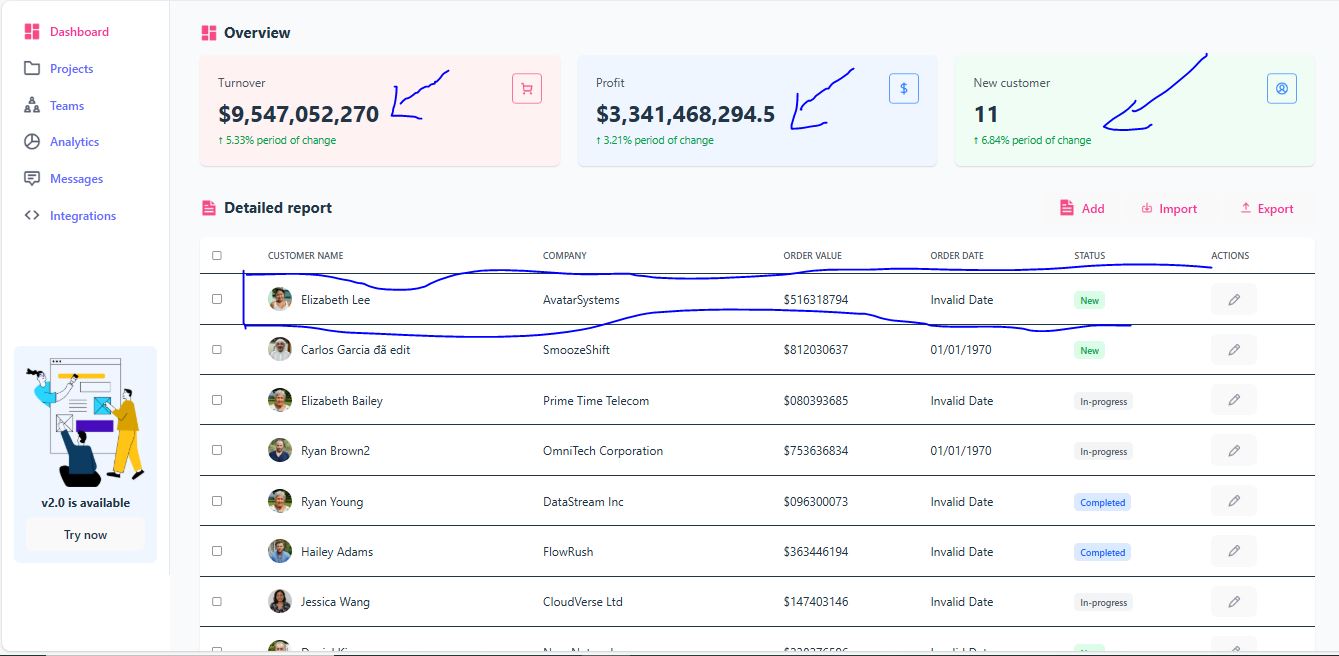 Dashboard
Projects
Teams
Analytics
Messages
Integrations
v2.0 is available
Try now
Overview
Turnover
$9,547,052,270
↑ 5.33% period of change
Profit
$3,341,468,294.5
↑ 3.21% period of change
$
New customer
11
↑ 6.84% period of change
Detailed report
Add Import Export
CUSTOMER NAME COMPANY ORDER VALUE ORDER DATE STATUS ACTIONS
Elizabeth Lee AvatarSystems $516318794 Invalid Date New
Carlos Garcia đã edit SmoozeShift $812030637 01/01/1970 New
Elizabeth Bailey Prime Time Telecom $080393685 Invalid Date In-progress
Ryan Brown2 OmniTech Corporation $753636834 01/01/1970 In-progress
Ryan Young DataStream Inc $096300073 Invalid Date Completed
Hailey Adams FlowRush $363446194 Invalid Date Completed
Jessica Wang CloudVerse Ltd $147403146 Invalid Date In-progress